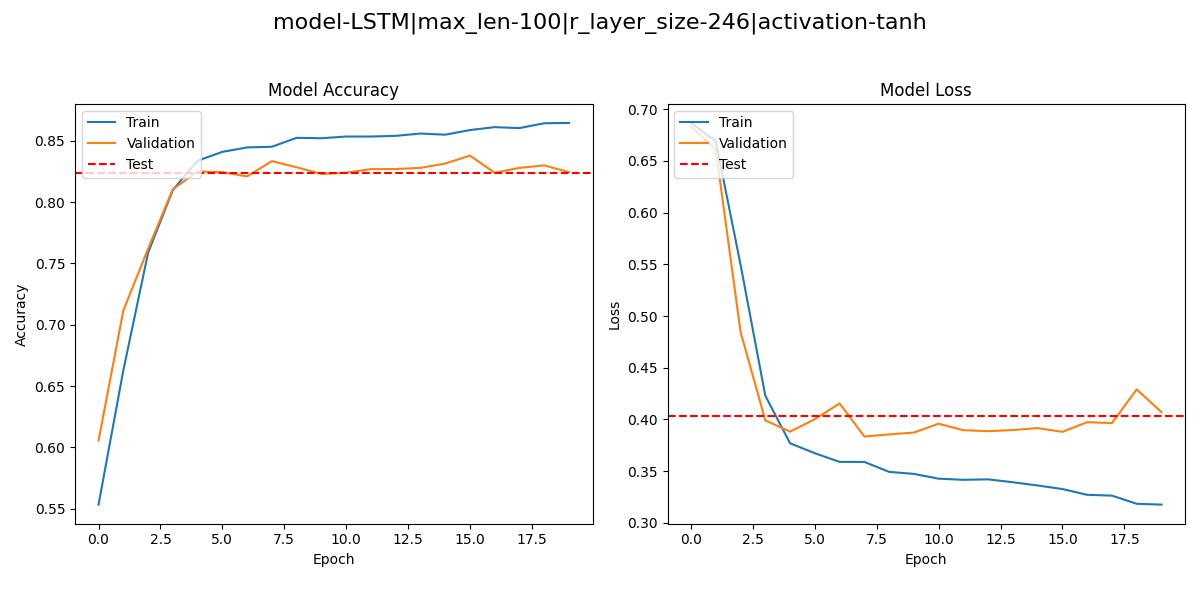 model-LSTM|max_len-100|r_layer_size-246|activation-tanh
Model Accuracy
Train
Validation
Test
0.85
0.80
0.75
0.70
0.65
0.60
0.55
Accuracy
0.0 2.5 5.0 7.5 10.0 12.5 15.0 17.5
Epoch
Model Loss
Train
Validation
Test
0.70
0.65
0.60
0.55
0.50
0.45
0.40
0.35
0.30
Loss
0.0 2.5 5.0 7.5 10.0 12.5 15.0 17.5
Epoch